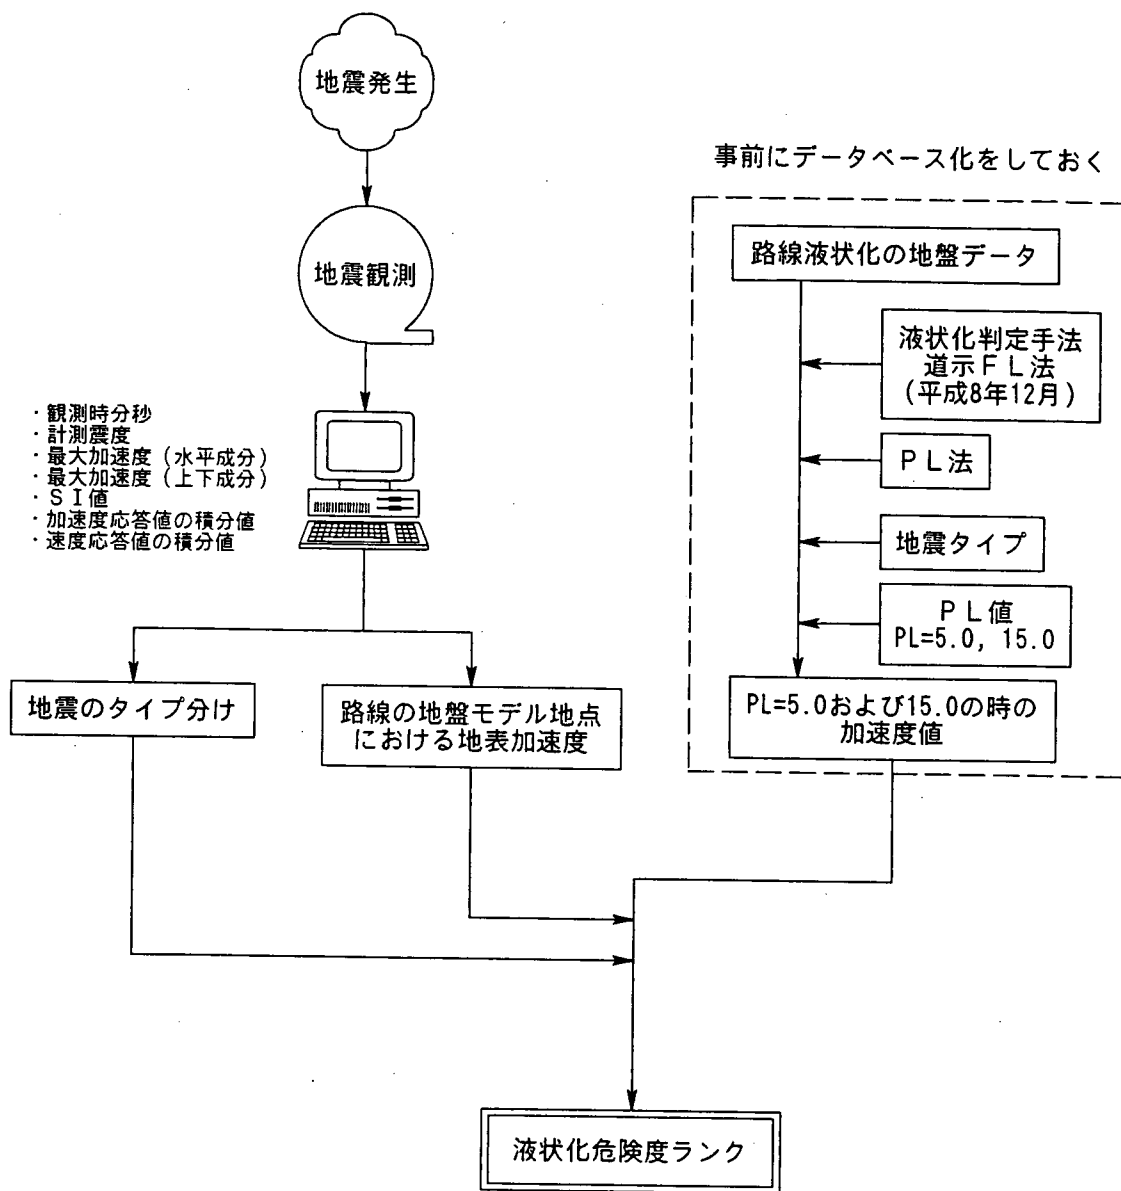 地震発生
事前にデータベース化をしておく
地震観測
路線液状化の地盤データ
液状化判定手法
道示FL法
(平成8年12月)
PL法
地震タイプ
PL値
PL=5.0, 15.0
PL=5.0および15.0の時の
加速度値
・観測時分秒
・計測震度
・最大加速度(水平成分)
・最大加速度(上下成分)
・SI値
・加速度応答値の積分値
・速度応答値の積分値
地震のタイプ分け
路線の地盤モデル地点
における地表加速度
液状化危険度ランク